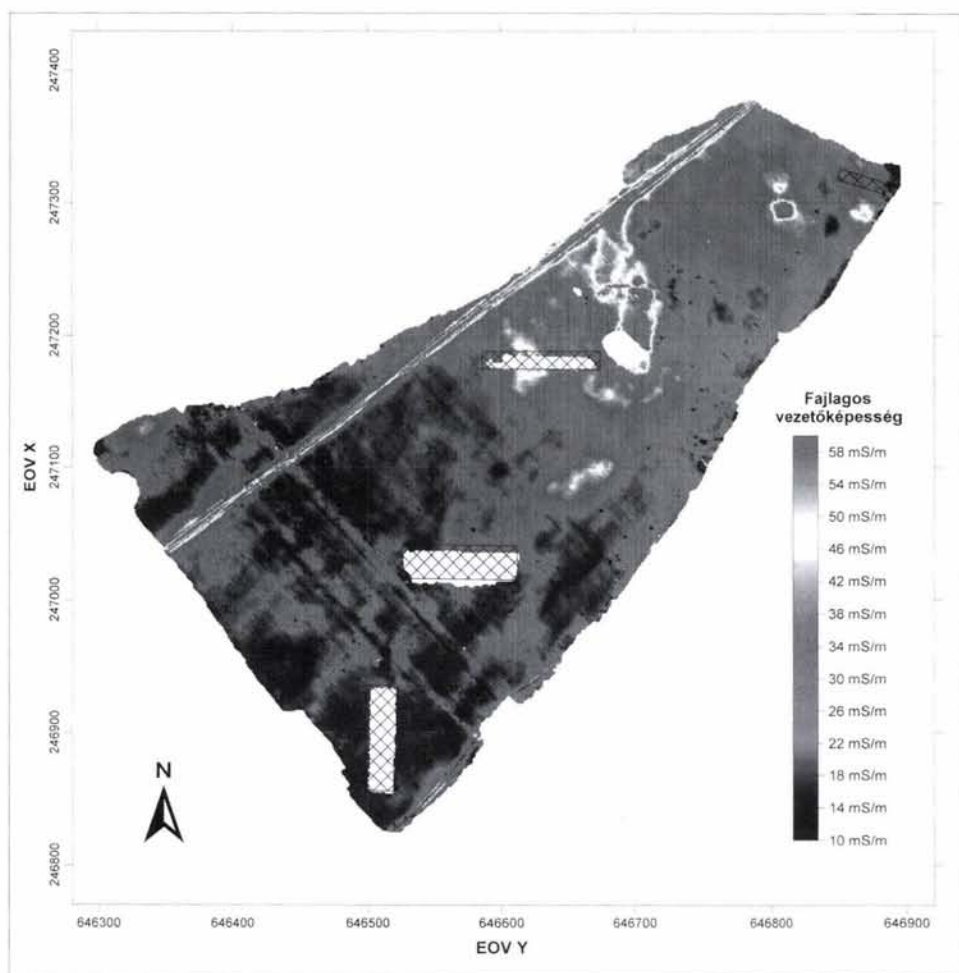 247400
247300
247200
247100
247000
246900
246800
EOV X
N
Fajlagos
vezetőképesség
58 mS/m
54 mS/m
50 mS/m
46 mS/m
42 mS/m
38 mS/m
34 mS/m
30 mS/m
26 mS/m
22 mS/m
18 mS/m
14 mS/m
10 mS/m
646300
646400
646500
646600
646700
646800
646900
EOV Y